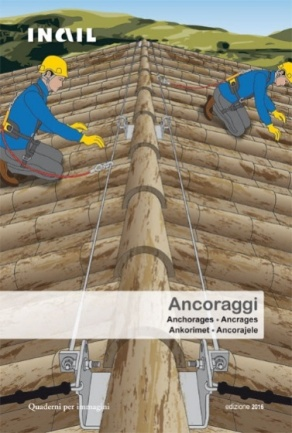 INAIL
Ancoraggi
Anchorages - Ancrages
Ankorimet - Ancorajele
Quaderni per immagini
edizione 2016